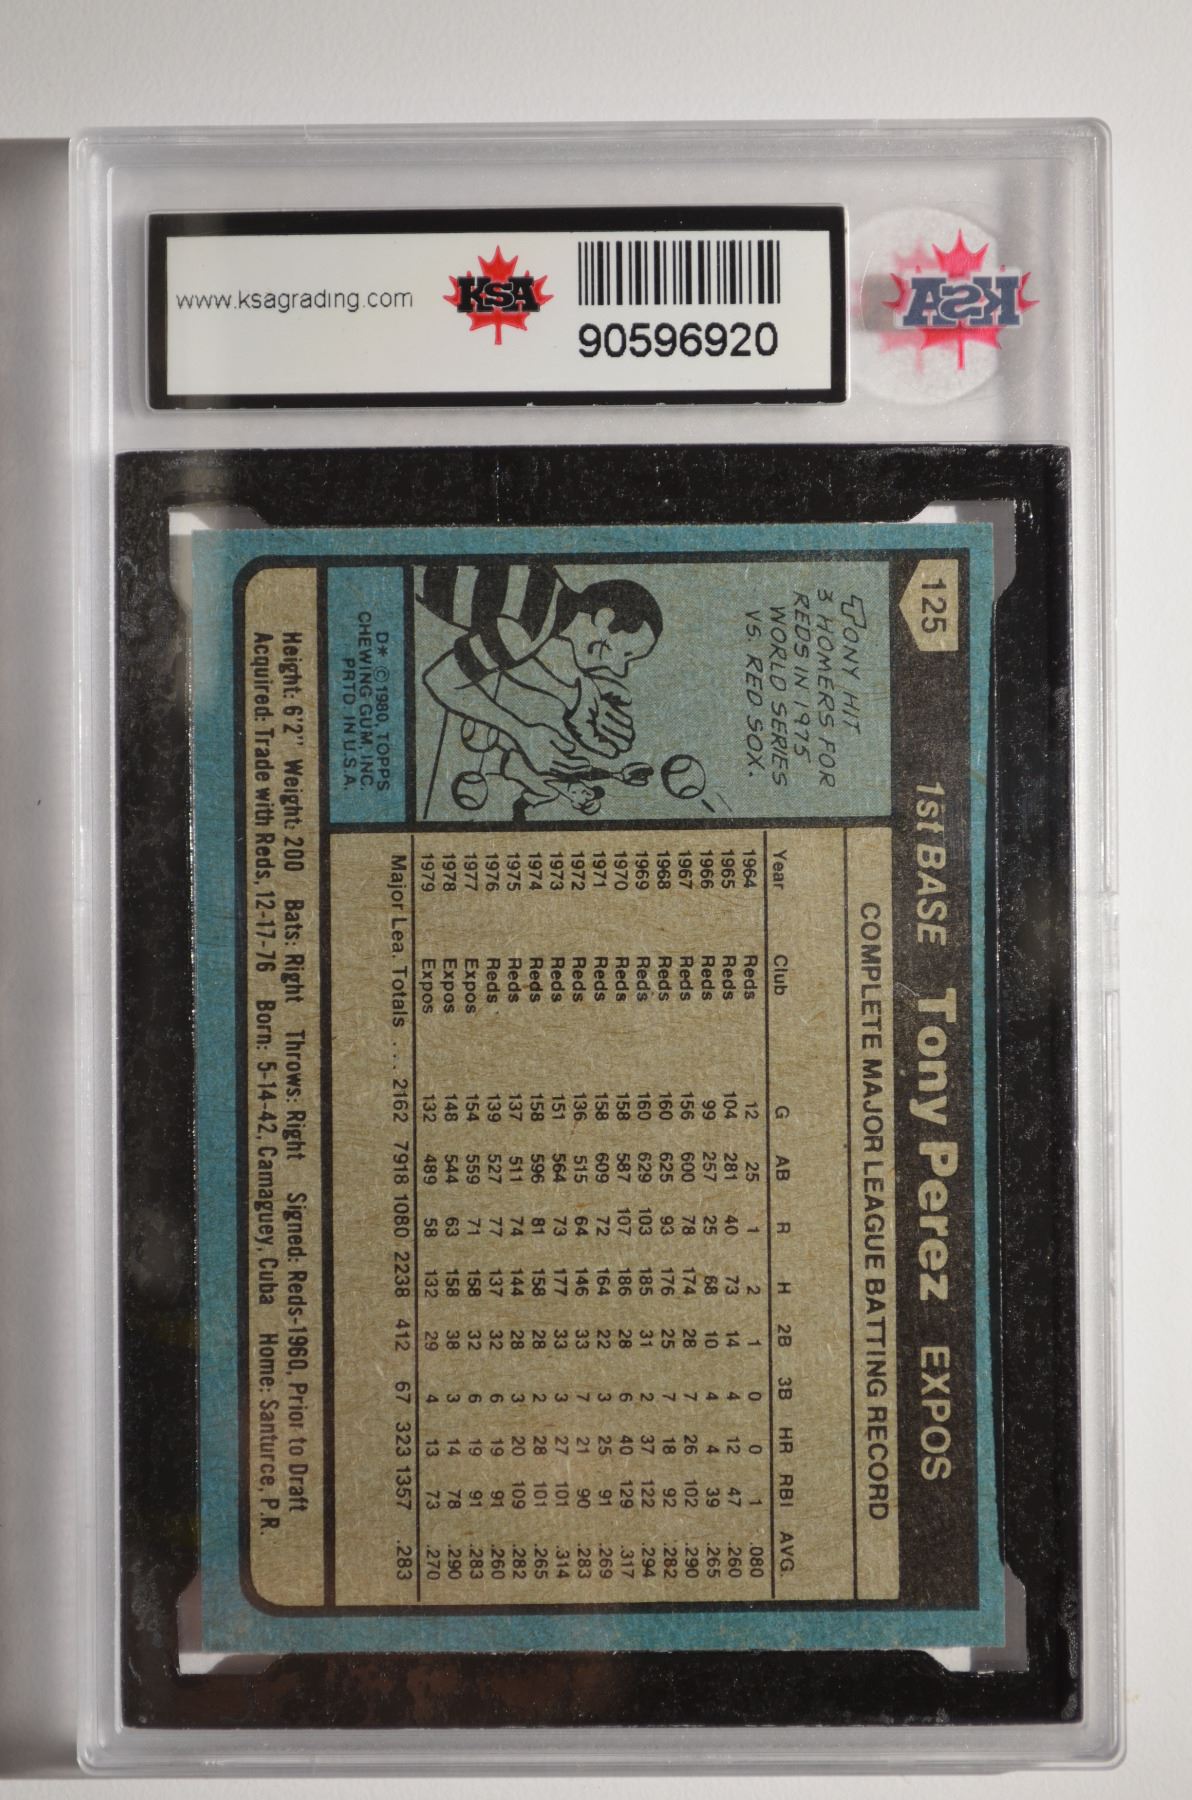 www.ksagrading.com
KSA
90596920
KSA
125
1st BASE Tony Perez EXPOS
TONY HIT
3 HOMERS FOR
REDS IN 1975
WORLD SERIES
VS. RED SOX.
D* © 1980, TOPPS
CHEWING GUM, INC.
PRTD. IN U.S.A.
COMPLETE MAJOR LEAGUE BATTING RECORD
Year Club G AB R H 2B 3B HR RBI AVG.
1964 Reds 12 25 1 2 1 0 0 1 .080
1965 Reds 104 281 40 73 14 4 12 47 .260
1966 Reds 99 257 25 68 10 4 4 39 .265
1967 Reds 156 600 78 174 28 7 26 102 .290
1968 Reds 160 625 93 176 25 7 18 92 .282
1969 Reds 160 629 103 185 31 2 37 122 .294
1970 Reds 158 587 107 186 28 6 40 129 .317
1971 Reds 158 609 72 164 22 3 25 91 .269
1972 Reds 136 515 64 146 33 7 21 90 .283
1973 Reds 151 564 73 177 33 3 27 101 .314
1974 Reds 158 596 81 158 28 2 28 101 .265
1975 Reds 137 511 74 144 28 3 20 109 .282
1976 Reds 139 527 77 137 32 6 19 91 .260
1977 Expos 154 559 71 158 32 6 19 91 .283
1978 Expos 148 544 63 158 38 3 14 78 .290
1979 Expos 132 489 58 132 29 4 13 73 .270
Major Lea. Totals . . . 2162 7918 1080 2238 412 67 323 1357 .283
Height: 6'2" Weight: 200 Bats: Right Throws: Right Signed: Reds-1960, Prior to Draft
Acquired: Trade with Reds, 12-17-76 Born: 5-14-42, Camaguey, Cuba Home: Santurce, P.R.